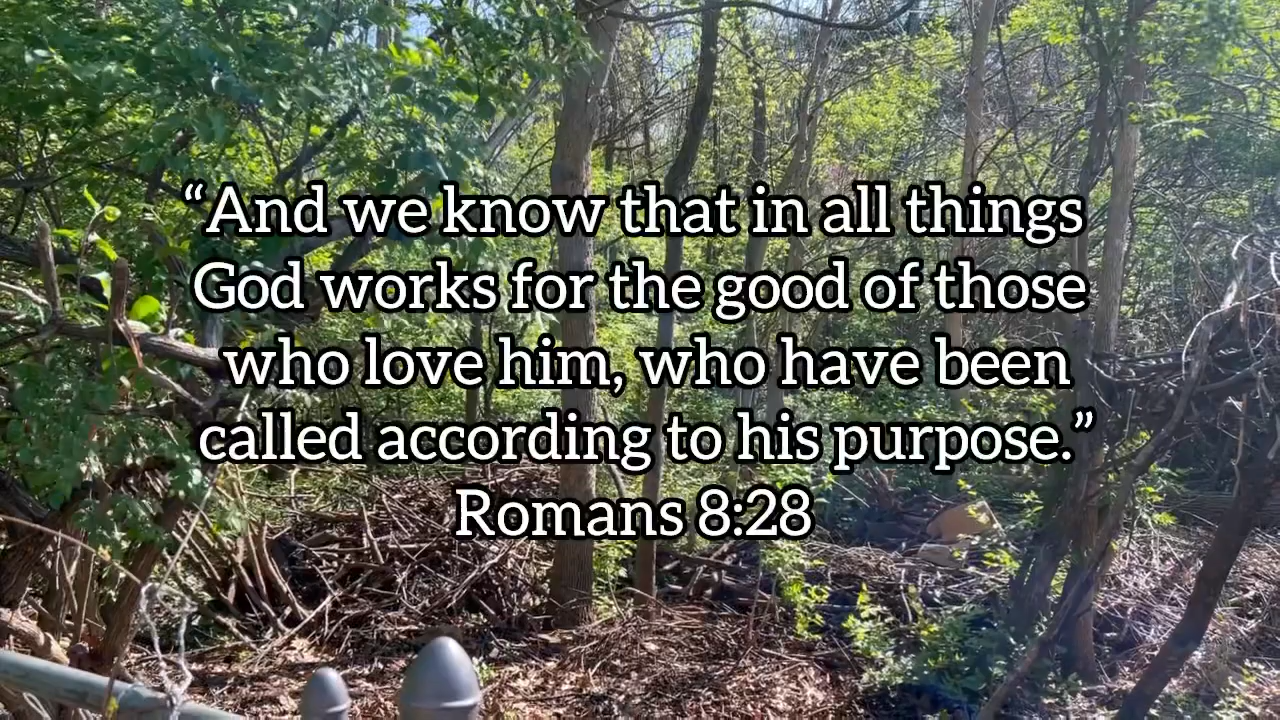 “And we know that in all things
God works for the good of those
who love him, who have been
called according to his purpose.”
Romans 8:28